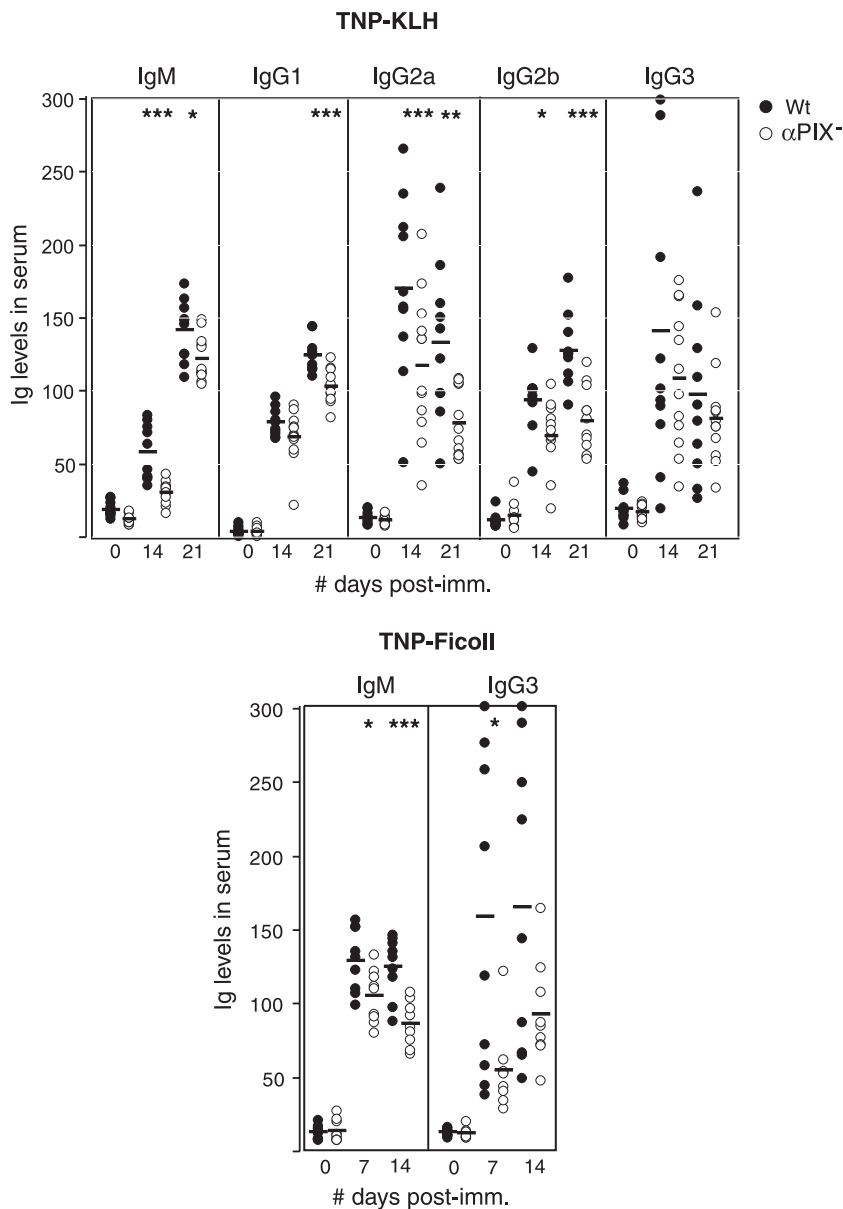 TNP-KLH
IgM IgG1 IgG2a IgG2b IgG3
300
250
200
150
100
50
*** * *** *** ** * ***
Wt
αPIX-
Ig levels in serum
0 14 21 0 14 21 0 14 21 0 14 21 0 14 21
# days post-imm.
TNP-Ficoll
IgM IgG3
300
250
200
150
100
50
* *** *
Ig levels in serum
0 7 14 0 7 14
# days post-imm.